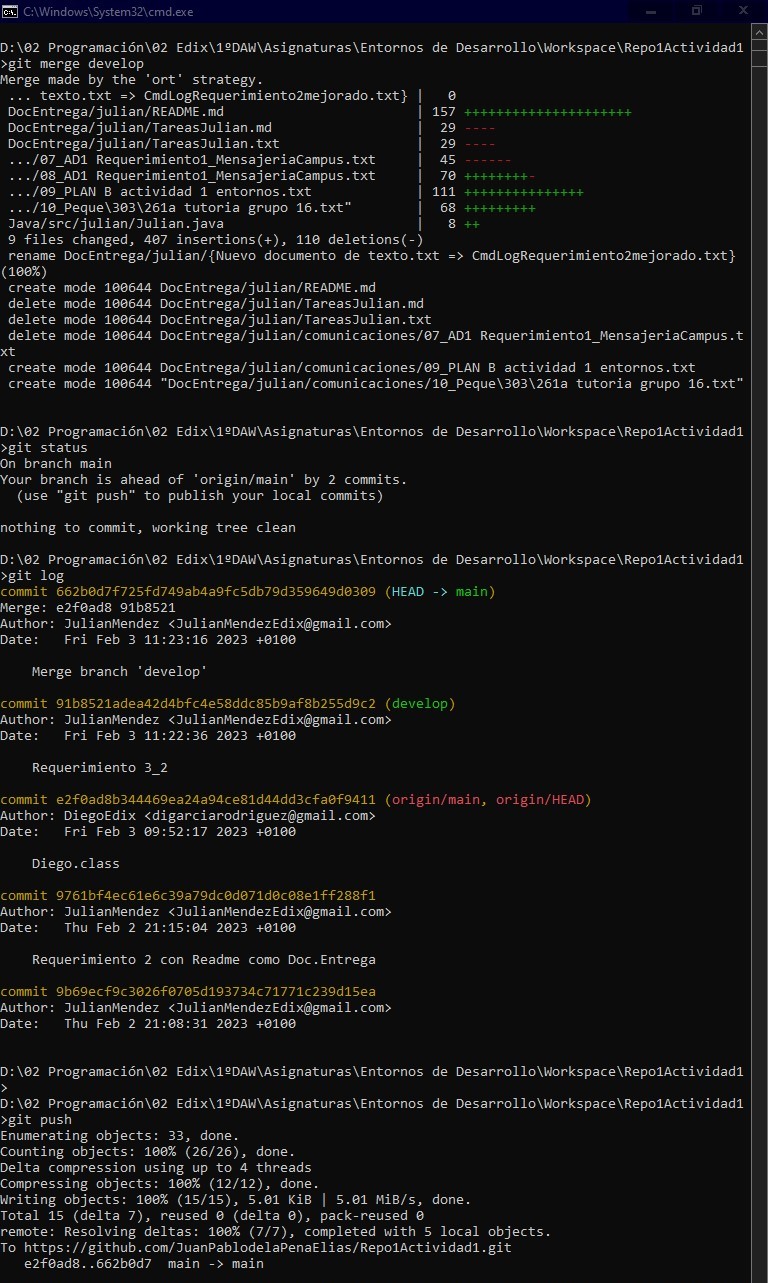 C:\Windows\System32\cmd.exe
D:\02 Programación\02 Edix\1ºDAW\Asignaturas\Entornos de Desarrollo\Workspace\Repo1Actividad1
>git merge develop
Merge made by the 'ort' strategy.
 ... texto.txt => CmdLogRequerimiento2mejorado.txt} |   0
 DocEntrega/julian/README.md                        | 157 +++++++++++++++++++++
 DocEntrega/julian/TareasJulian.md                  |  29 ----
 DocEntrega/julian/TareasJulian.txt                 |  29 ----
 .../07_AD1 Requerimiento1_MensajeriaCampus.txt     |  45 ------
 .../08_AD1 Requerimiento1_MensajeriaCampus.txt     |  70 ++++++++-
 .../09_PLAN B actividad 1 entornos.txt             | 111 +++++++++++++++
 .../10_Peque\303\261a tutoria grupo 16.txt"        |  68 +++++++++
 Java/src/julian/Julian.java                        |   8 ++
 9 files changed, 407 insertions(+), 110 deletions(-)
 rename DocEntrega/julian/{Nuevo documento de texto.txt => CmdLogRequerimiento2mejorado.txt}
(100%)
 create mode 100644 DocEntrega/julian/README.md
 delete mode 100644 DocEntrega/julian/TareasJulian.md
 delete mode 100644 DocEntrega/julian/TareasJulian.txt
 delete mode 100644 DocEntrega/julian/comunicaciones/07_AD1 Requerimiento1_MensajeriaCampus.t
xt
 create mode 100644 DocEntrega/julian/comunicaciones/09_PLAN B actividad 1 entornos.txt
 create mode 100644 "DocEntrega/julian/comunicaciones/10_Peque\303\261a tutoria grupo 16.txt"
D:\02 Programación\02 Edix\1ºDAW\Asignaturas\Entornos de Desarrollo\Workspace\Repo1Actividad1
>git status
On branch main
Your branch is ahead of 'origin/main' by 2 commits.
  (use "git push" to publish your local commits)
nothing to commit, working tree clean
D:\02 Programación\02 Edix\1ºDAW\Asignaturas\Entornos de Desarrollo\Workspace\Repo1Actividad1
>git log
commit 662b0d7f725fd749ab4a9fc5db79d359649d0309 (HEAD -> main)
Merge: e2f0ad8 91b8521
Author: JulianMendez <JulianMendezEdix@gmail.com>
Date:   Fri Feb 3 11:23:16 2023 +0100
    Merge branch 'develop'
commit 91b8521adea42d4bfc4e58ddc85b9af8b255d9c2 (develop)
Author: JulianMendez <JulianMendezEdix@gmail.com>
Date:   Fri Feb 3 11:22:36 2023 +0100
    Requerimiento 3_2
commit e2f0ad8b344469ea24a94ce81d44dd3cfa0f9411 (origin/main, origin/HEAD)
Author: DiegoEdix <digarciarodriguez@gmail.com>
Date:   Fri Feb 3 09:52:17 2023 +0100
    Diego.class
commit 9761bf4ec61e6c39a79dc0d071d0c08e1ff288f1
Author: JulianMendez <JulianMendezEdix@gmail.com>
Date:   Thu Feb 2 21:15:04 2023 +0100
    Requerimiento 2 con Readme como Doc.Entrega
commit 9b69ecf9c3026f0705d193734c71771c239d15ea
Author: JulianMendez <JulianMendezEdix@gmail.com>
Date:   Thu Feb 2 21:08:31 2023 +0100
D:\02 Programación\02 Edix\1ºDAW\Asignaturas\Entornos de Desarrollo\Workspace\Repo1Actividad1
>
D:\02 Programación\02 Edix\1ºDAW\Asignaturas\Entornos de Desarrollo\Workspace\Repo1Actividad1
>git push
Enumerating objects: 33, done.
Counting objects: 100% (26/26), done.
Delta compression using up to 4 threads
Compressing objects: 100% (12/12), done.
Writing objects: 100% (15/15), 5.01 KiB | 5.01 MiB/s, done.
Total 15 (delta 7), reused 0 (delta 0), pack-reused 0
remote: Resolving deltas: 100% (7/7), completed with 5 local objects.
To https://github.com/JuanPablodelaPenaElias/Repo1Actividad1.git
   e2f0ad8..662b0d7  main -> main